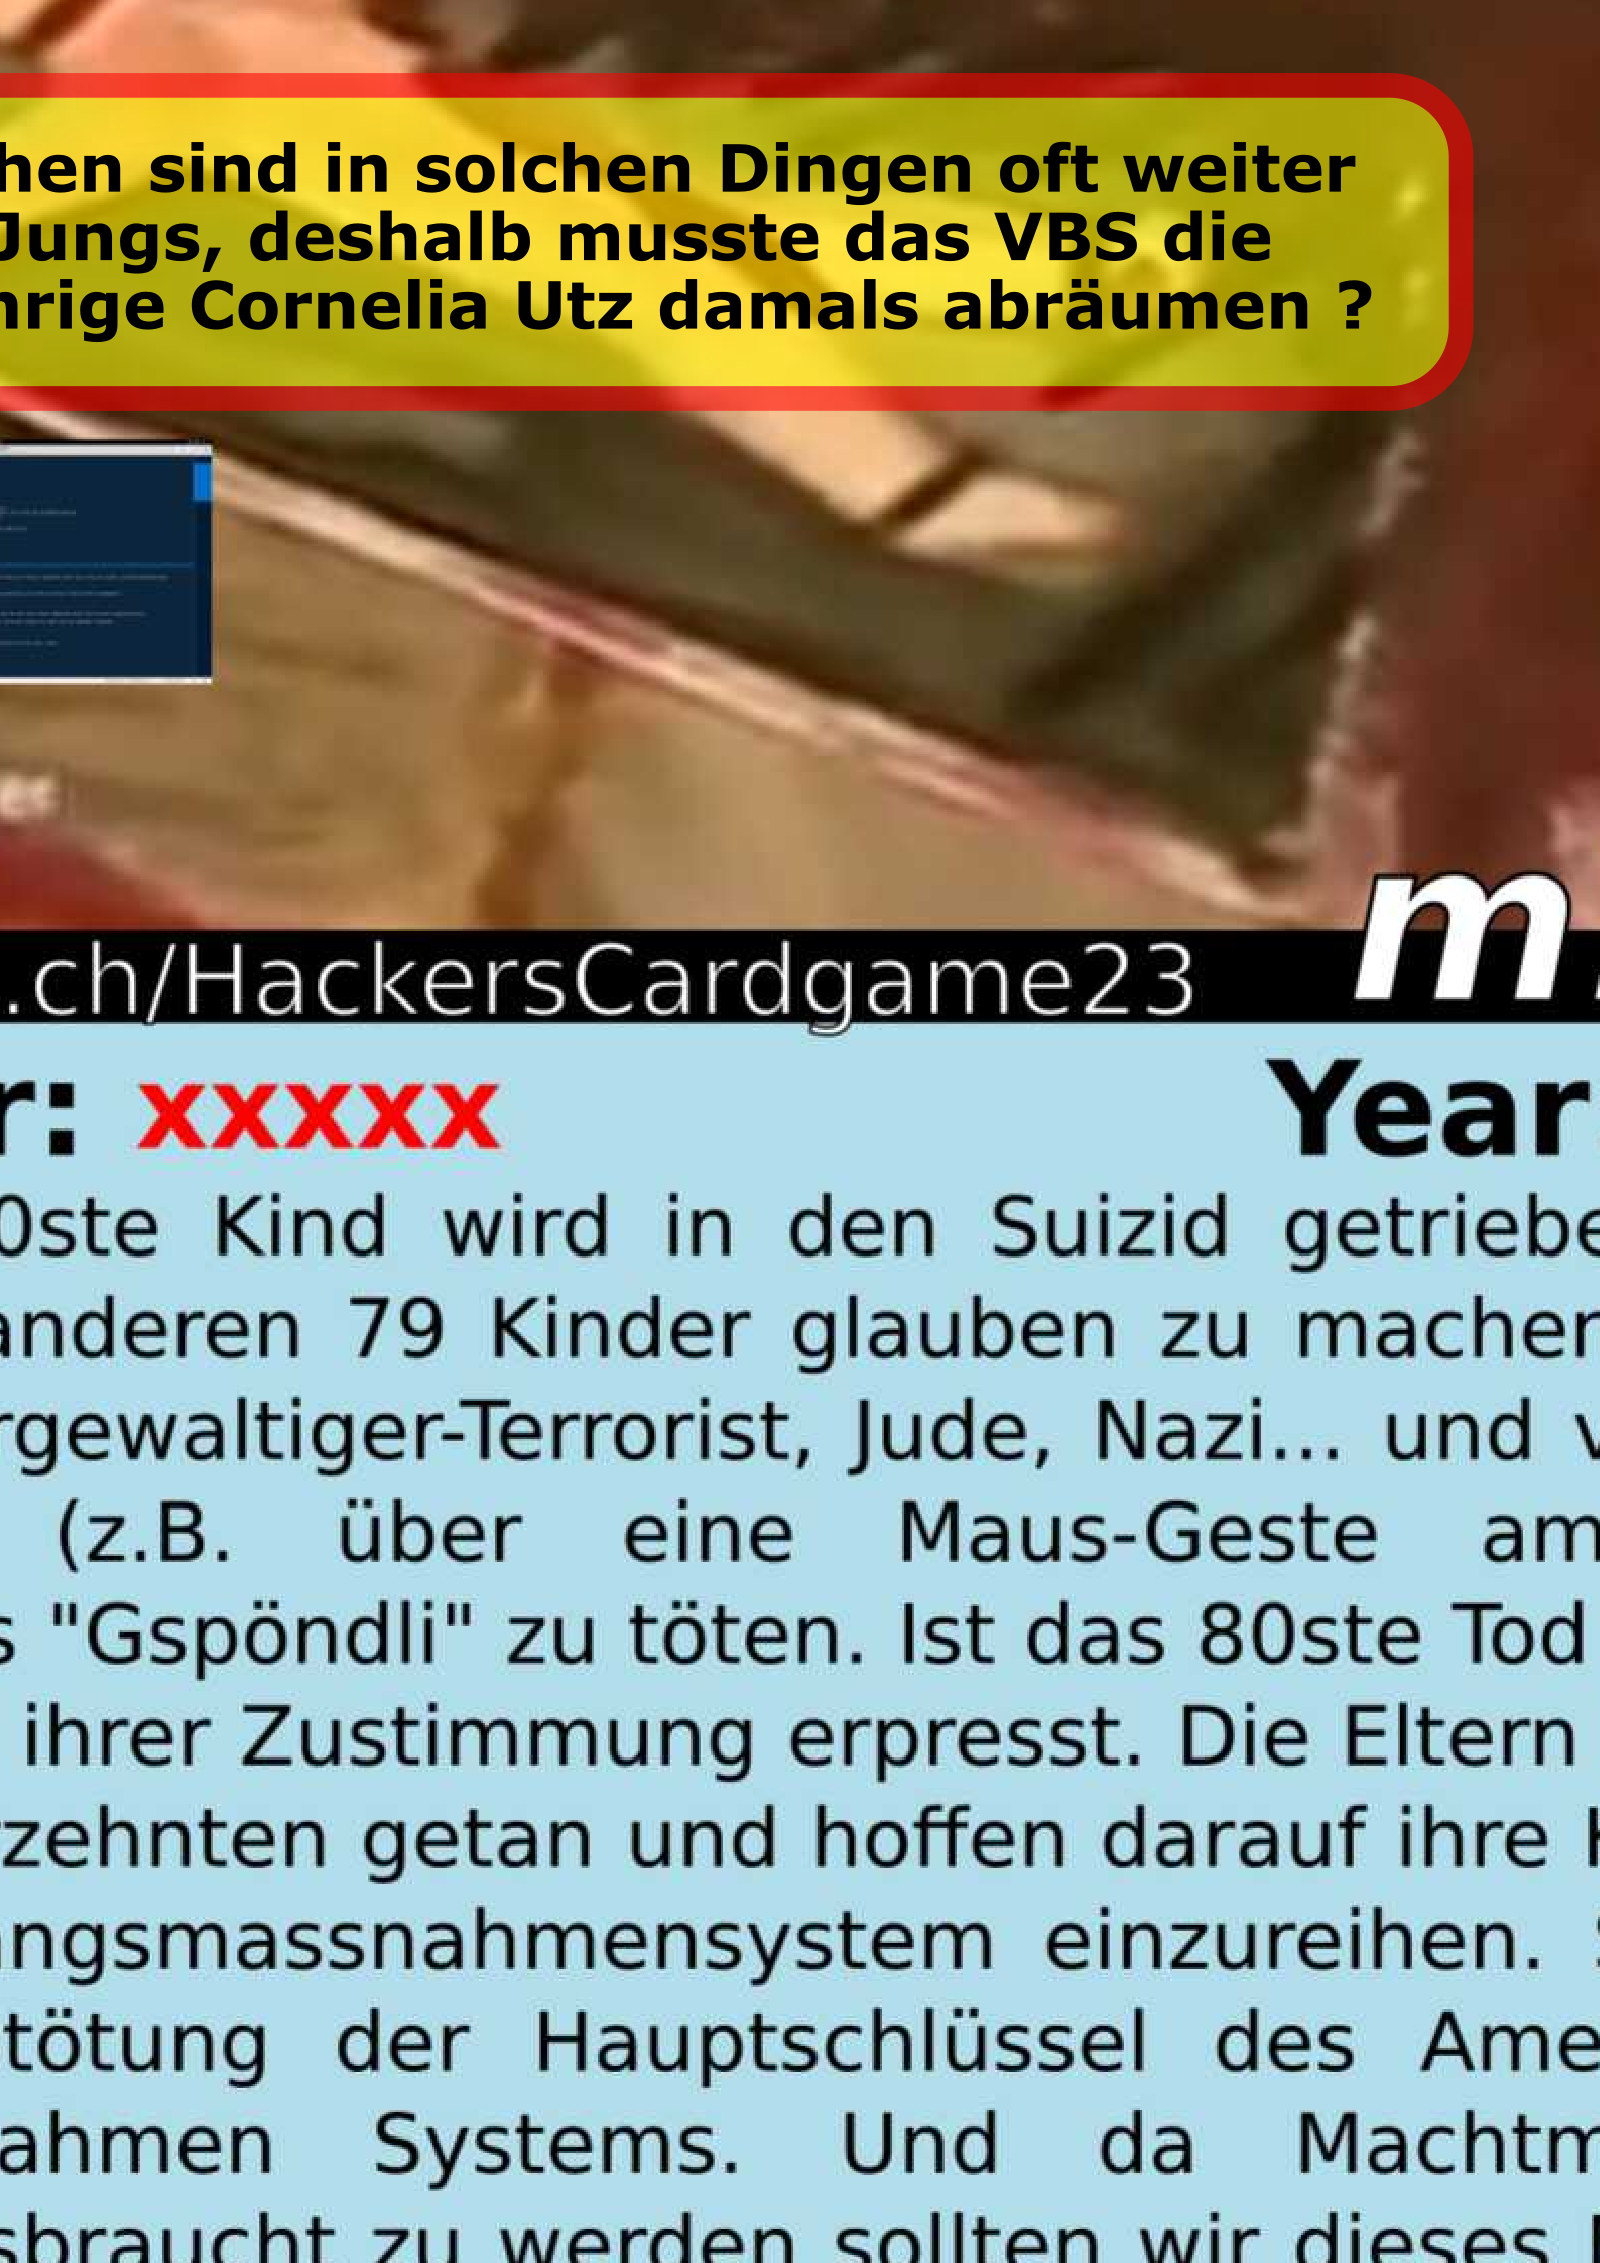 hen sind in solchen Dingen oft weiter
Jungs, deshalb musste das VBS die
hrige Cornelia Utz damals abräumen ?
er
.ch/HackersCardgame23
m
r: xxxxx Year
0ste Kind wird in den Suizid getriebe
anderen 79 Kinder glauben zu machen
rgewaltiger-Terrorist, Jude, Nazi... und v
(z.B. über eine Maus-Geste am
s "Gspöndli" zu töten. Ist das 80ste Tod
ihrer Zustimmung erpresst. Die Eltern
rzehnten getan und hoffen darauf ihre K
ngsmassnahmensystem einzureihen. S
tötung der Hauptschlüssel des Ame
ahmen Systems. Und da Machtm
sbraucht zu werden sollten wir dieses